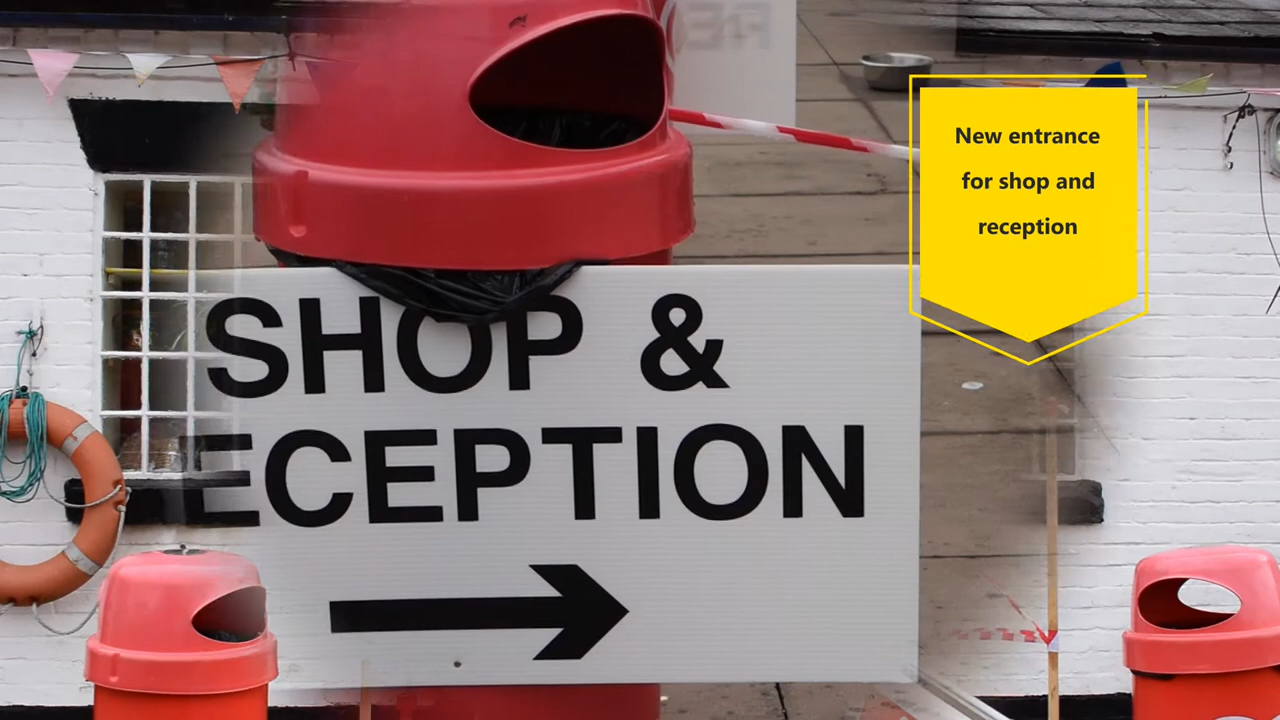 SHOP &
ECEPTION
New entrance
for shop and
reception